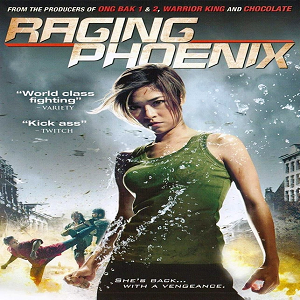 FROM THE PRODUCERS OF ONG BAK 1 & 2, WARRIOR KING AND CHOCOLATE
RAGING
PHOENIX
"World class
fighting"
– VARIETY
"Kick ass"
– TWITCH
SHE'S BACK...
WITH A VENGEANCE.